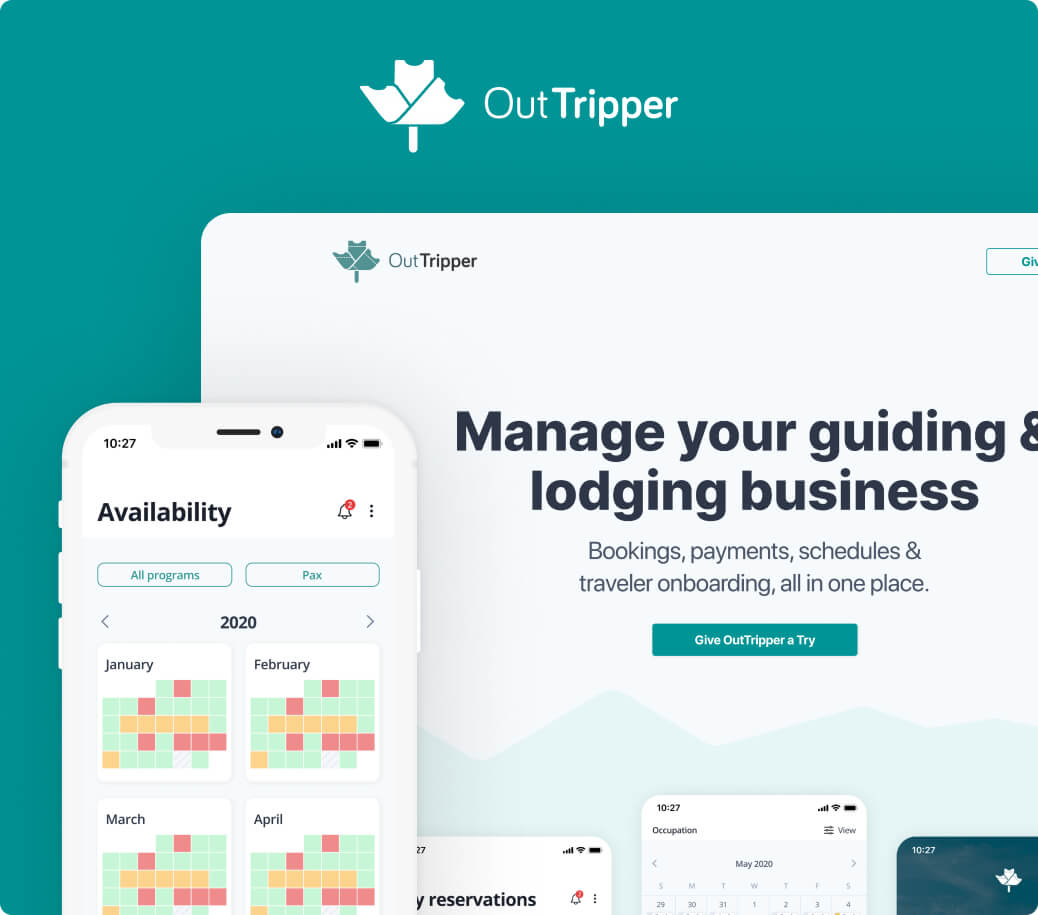 OutTripper
OutTripper
Manage your guiding &
lodging business
Bookings, payments, schedules &
traveler onboarding, all in one place.
Give OutTripper a Try
10:27
Availability
2
All programs
Pax
2020
January
February
March
April
reservations
2
10:27
Occupation
View
May 2020
S M T W T F S
29 30 31 1 2 3 4
10:27